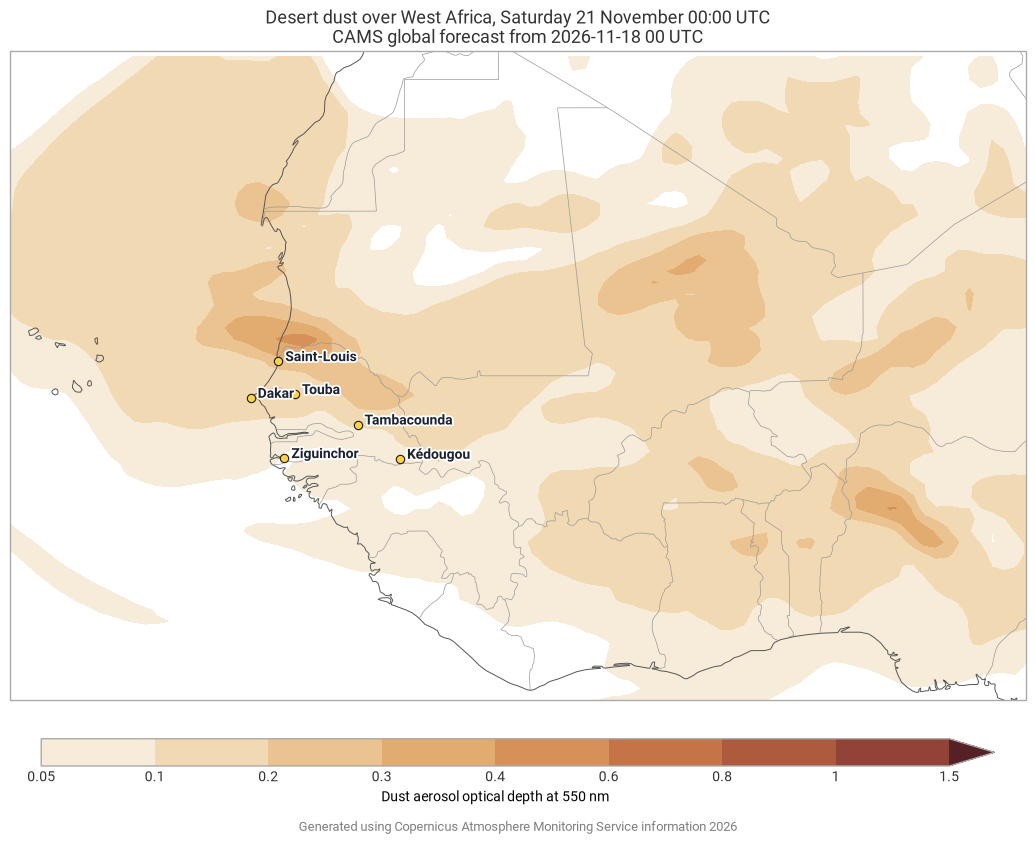 Desert dust over West Africa, Saturday 21 November 00:00 UTC
CAMS global forecast from 2026-11-18 00 UTC
Saint-Louis
Dakar
Touba
Tambacounda
Ziguinchor
Kédougou
0.05 0.1 0.2 0.3 0.4 0.6 0.8 1 1.5
Dust aerosol optical depth at 550 nm
Generated using Copernicus Atmosphere Monitoring Service information 2026